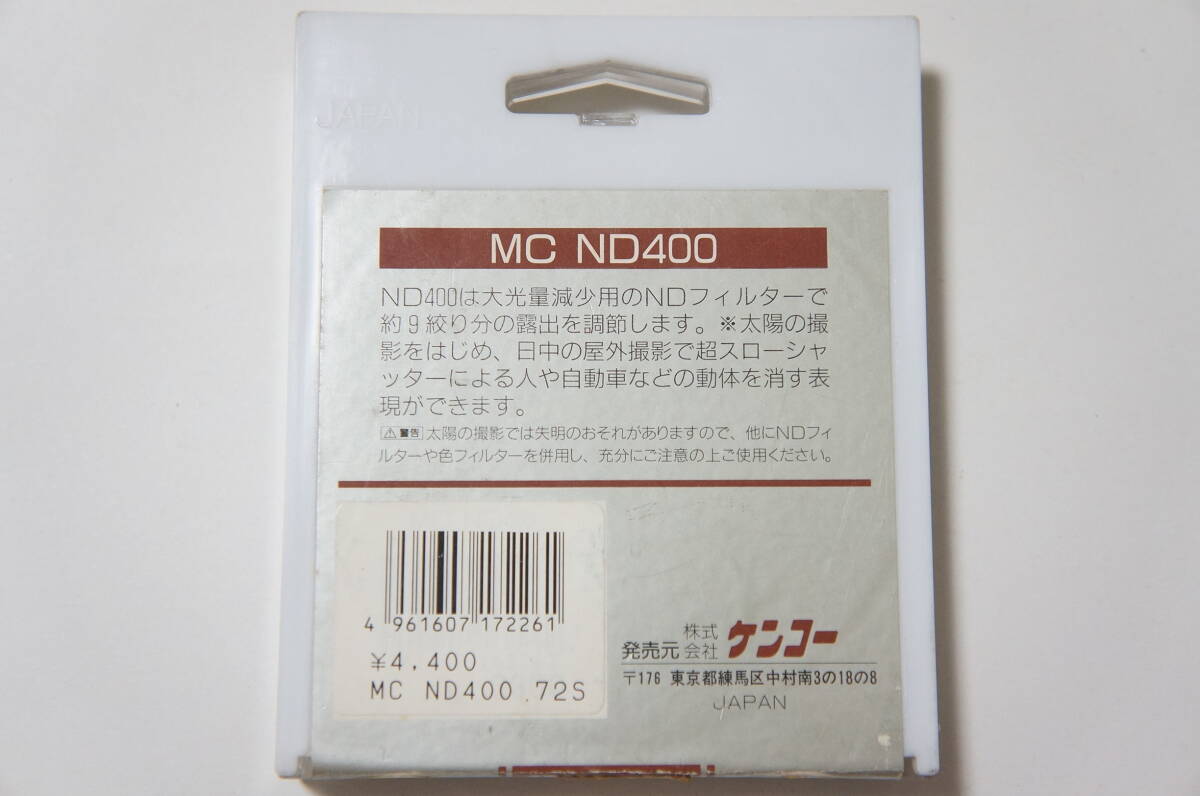 JAPAN
MC ND400
ND400は大光量減少用のNDフィルターで
約9絞り分の露出を調節します。※太陽の撮
影をはじめ、日中の屋外撮影で超スローシャ
ッターによる人や自動車などの動体を消す表
現ができます。
⚠警告 太陽の撮影では失明のおそれがありますので、他にNDフィ
ルターや色フィルターを併用し、充分にご注意の上ご使用ください。
4 961607 172261
¥4,400
MC ND400 .72S
発売元 株式会社 ケンコー
〒176 東京都練馬区中村南3の18の8
JAPAN